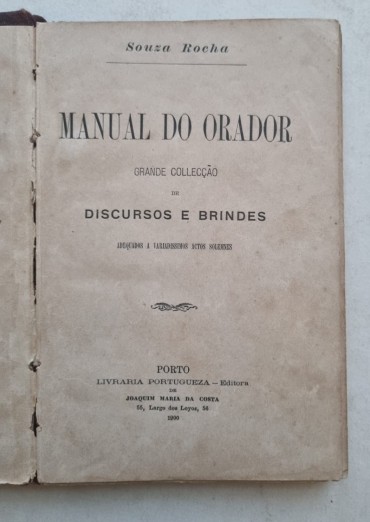 Souza Rocha
MANUAL DO ORADOR
GRANDE COLLECÇÃO
DE
DISCURSOS E BRINDES
ADEQUADOS A VARIADISSIMOS ACTOS SOLEMNES
PORTO
LIVRARIA PORTUGUEZA — Editora
DE
JOAQUIM MARIA DA COSTA
55, Largo dos Loyos, 56